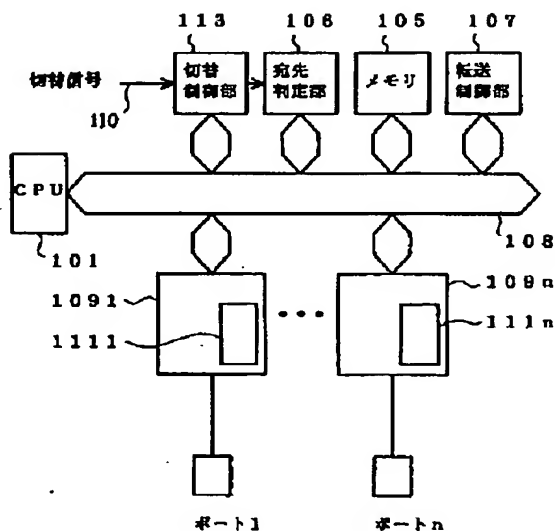 113 106 105 107
切替信号
110
切替
制御部
宛先
判定部
メモリ
転送
制御部
CPU
101
108
1091
109n
1111
111n
ポート1
ポートn